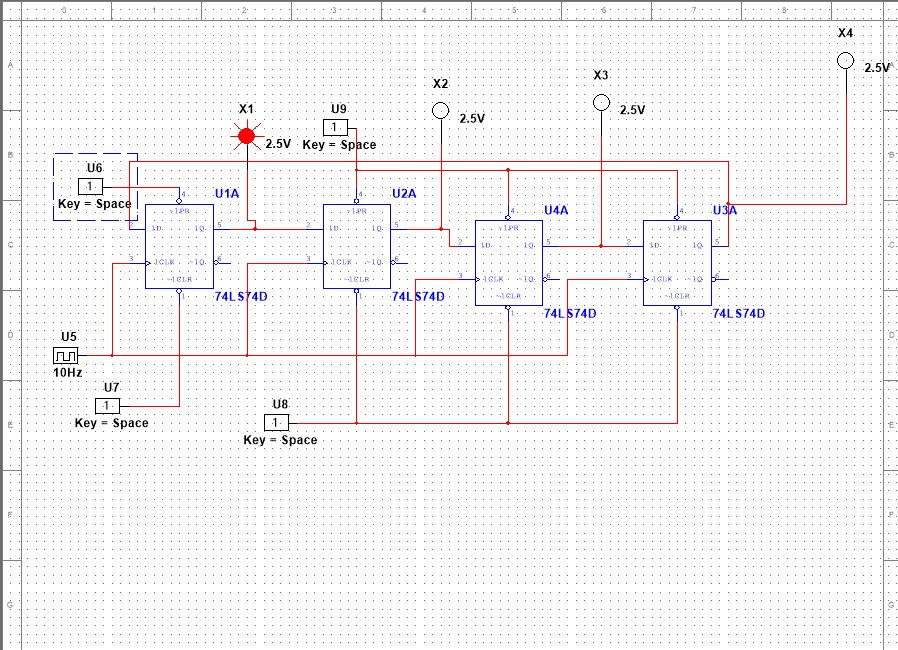 0 1 2 3 4 5 6 7 8
X4
A 2.5V A
X3
X2
X1 U9 2.5V
2.5V 1 2.5V
Key = Space
B B
U6
1
Key = Space
4 U1A 4 U2A
~1PR ~1PR
4 U4A 4 U3A
2 1D 1Q 5 2 1D 1Q 5
~1PR ~1PR
C 2 1D 1Q 5 2 1D 1Q 5 C
3 1CLK ~1Q 6 3 1CLK ~1Q 6
~1CLR ~1CLR
3 1CLK ~1Q 6 3 1CLK ~1Q 6
1 74LS74D 1 74LS74D
~1CLR ~1CLR
1 74LS74D 1 74LS74D
D D
U5
10Hz
U7
1
Key = Space
U8
E 1 E
Key = Space
F F
G G